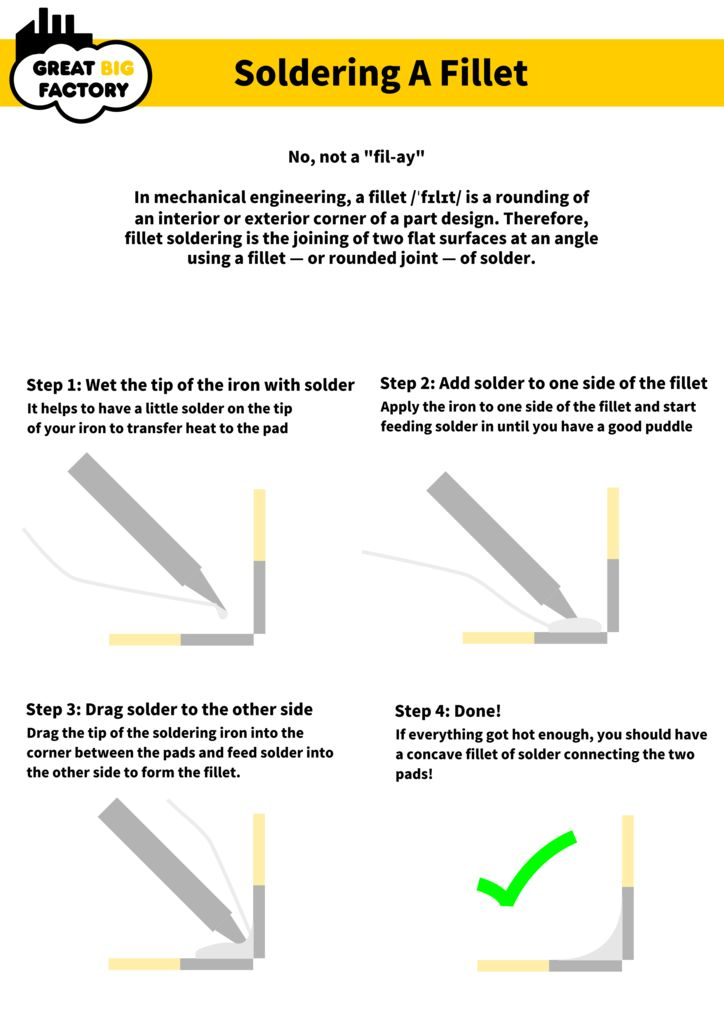 GREAT BIG
FACTORY
Soldering A Fillet
No, not a "fil-ay"
In mechanical engineering, a fillet /ˈfɪlɪt/ is a rounding of
an interior or exterior corner of a part design. Therefore,
fillet soldering is the joining of two flat surfaces at an angle
using a fillet — or rounded joint — of solder.
Step 1: Wet the tip of the iron with solder
It helps to have a little solder on the tip
of your iron to transfer heat to the pad
Step 2: Add solder to one side of the fillet
Apply the iron to one side of the fillet and start
feeding solder in until you have a good puddle
Step 3: Drag solder to the other side
Drag the tip of the soldering iron into the
corner between the pads and feed solder into
the other side to form the fillet.
Step 4: Done!
If everything got hot enough, you should have
a concave fillet of solder connecting the two
pads!